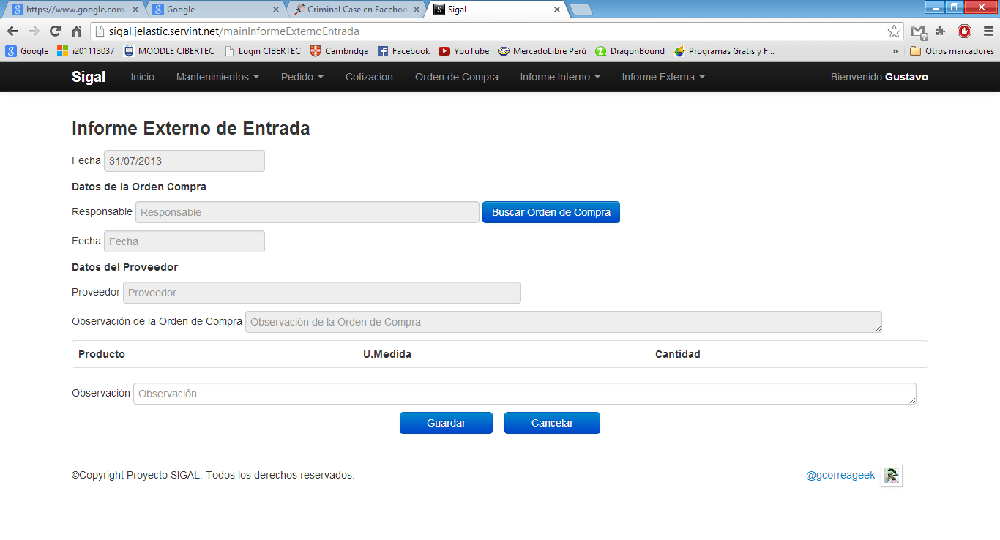 https://www.google.com. Google Criminal Case en Faceboo Sigal
sigal.jelastic.servint.net/mainInformeExternoEntrada
Google i201113037 MOODLE CIBERTEC Login CIBERTEC Cambridge Facebook YouTube MercadoLibre Perú DragonBound Programas Gratis y F... » Otros marcadores
Sigal Inicio Mantenimientos Pedido Cotizacion Orden de Compra Informe Interno Informe Externa Bienvenido Gustavo
Informe Externo de Entrada
Fecha 31/07/2013
Datos de la Orden Compra
Responsable Responsable Buscar Orden de Compra
Fecha Fecha
Datos del Proveedor
Proveedor Proveedor
Observación de la Orden de Compra Observación de la Orden de Compra
Producto U.Medida Cantidad
Observación Observación
Guardar Cancelar
©Copyright Proyecto SIGAL. Todos los derechos reservados. @gcorreageek